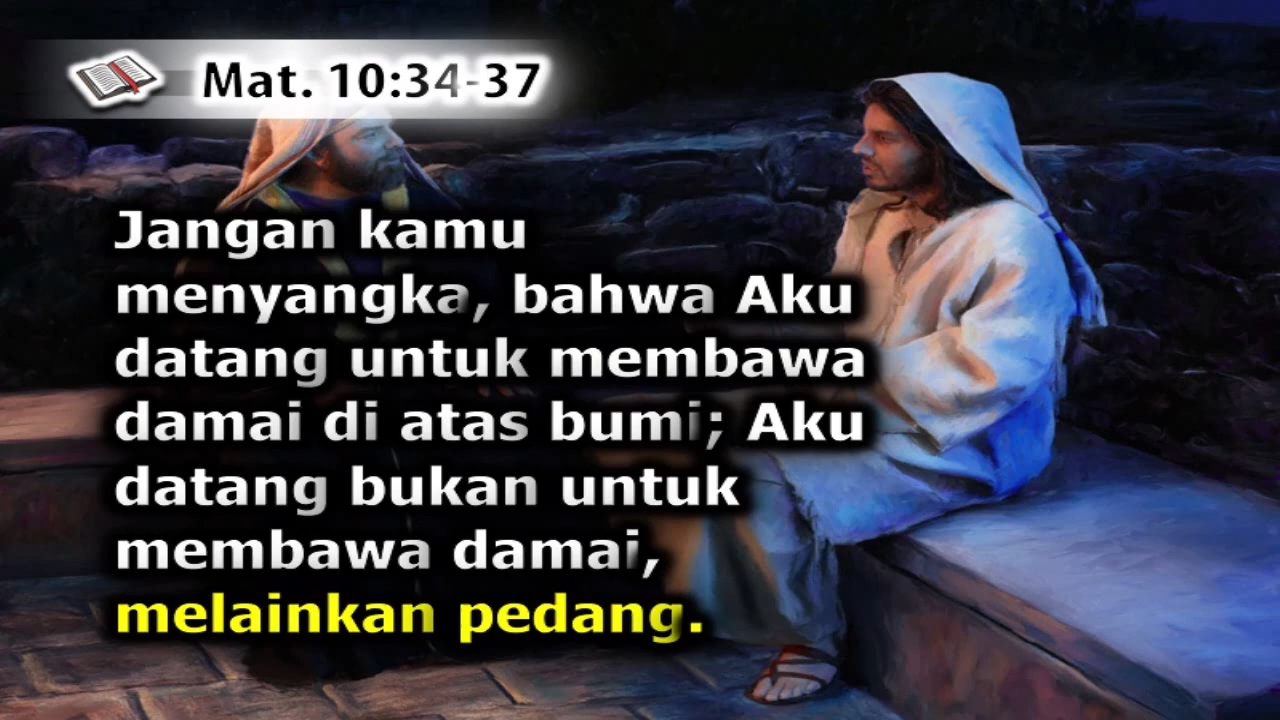 Mat. 10:34-37
Jangan kamu
menyangka, bahwa Aku
datang untuk membawa
damai di atas bumi; Aku
datang bukan untuk
membawa damai,
melainkan pedang.